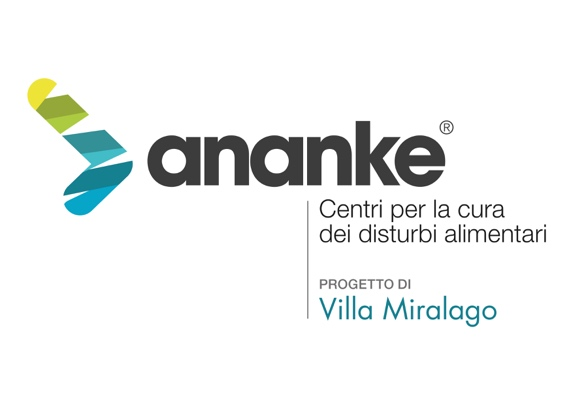 ananke®
Centri per la cura
dei disturbi alimentari
PROGETTO DI
Villa Miralago